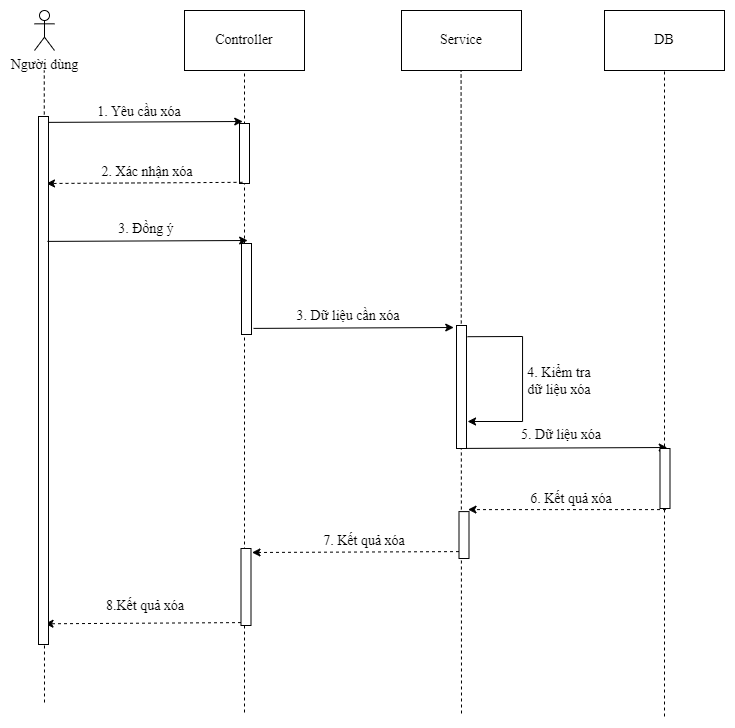 Người dùng
Controller
Service
DB
1. Yêu cầu xóa
2. Xác nhận xóa
3. Đồng ý
3. Dữ liệu cần xóa
4. Kiểm tra
dữ liệu xóa
5. Dữ liệu xóa
6. Kết quả xóa
7. Kết quả xóa
8.Kết quả xóa